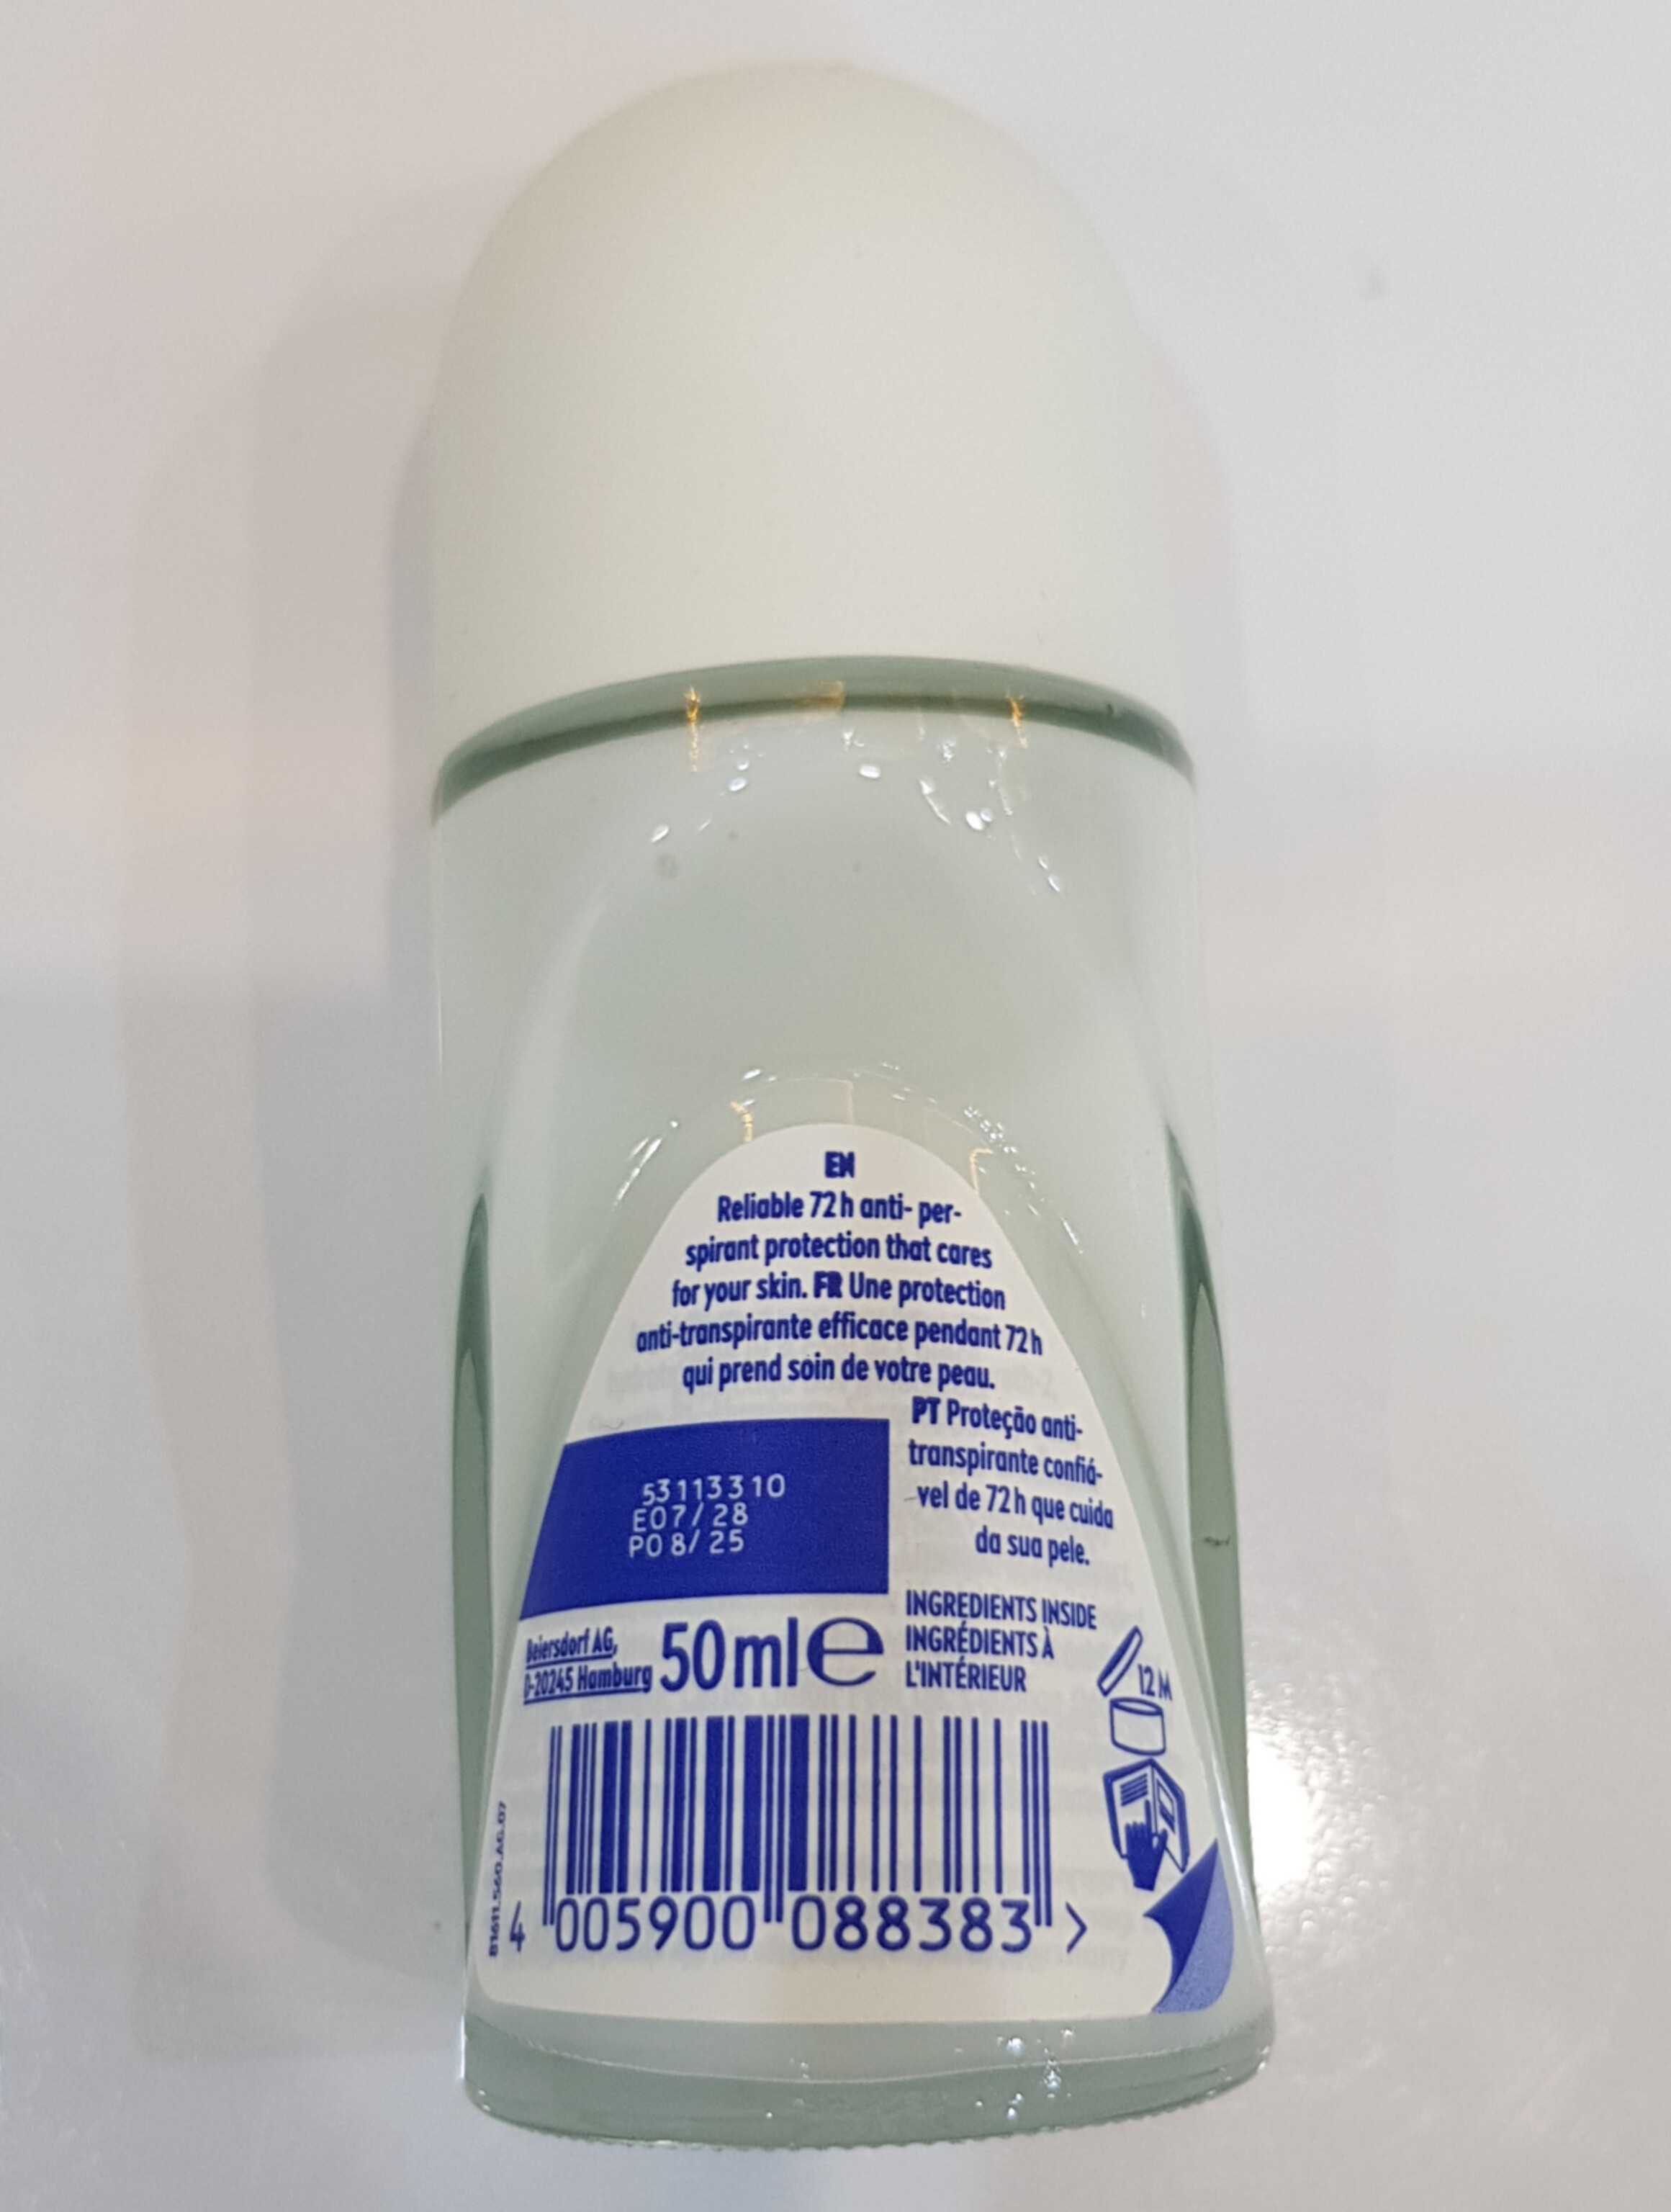 EN
Reliable 72 h anti- per-
spirant protection that cares
for your skin. FR Une protection
anti-transpirante efficace pendant 72 h
qui prend soin de votre peau.
PT Proteção anti-
transpirante confiá-
vel de 72 h que cuida
da sua pele.
53113310
E07/28
P08/25
INGREDIENTS INSIDE
INGRÉDIENTS À
L'INTÉRIEUR
Beiersdorf AG,
D-20245 Hamburg
50 ml e
12 M
4 005900 088383 >